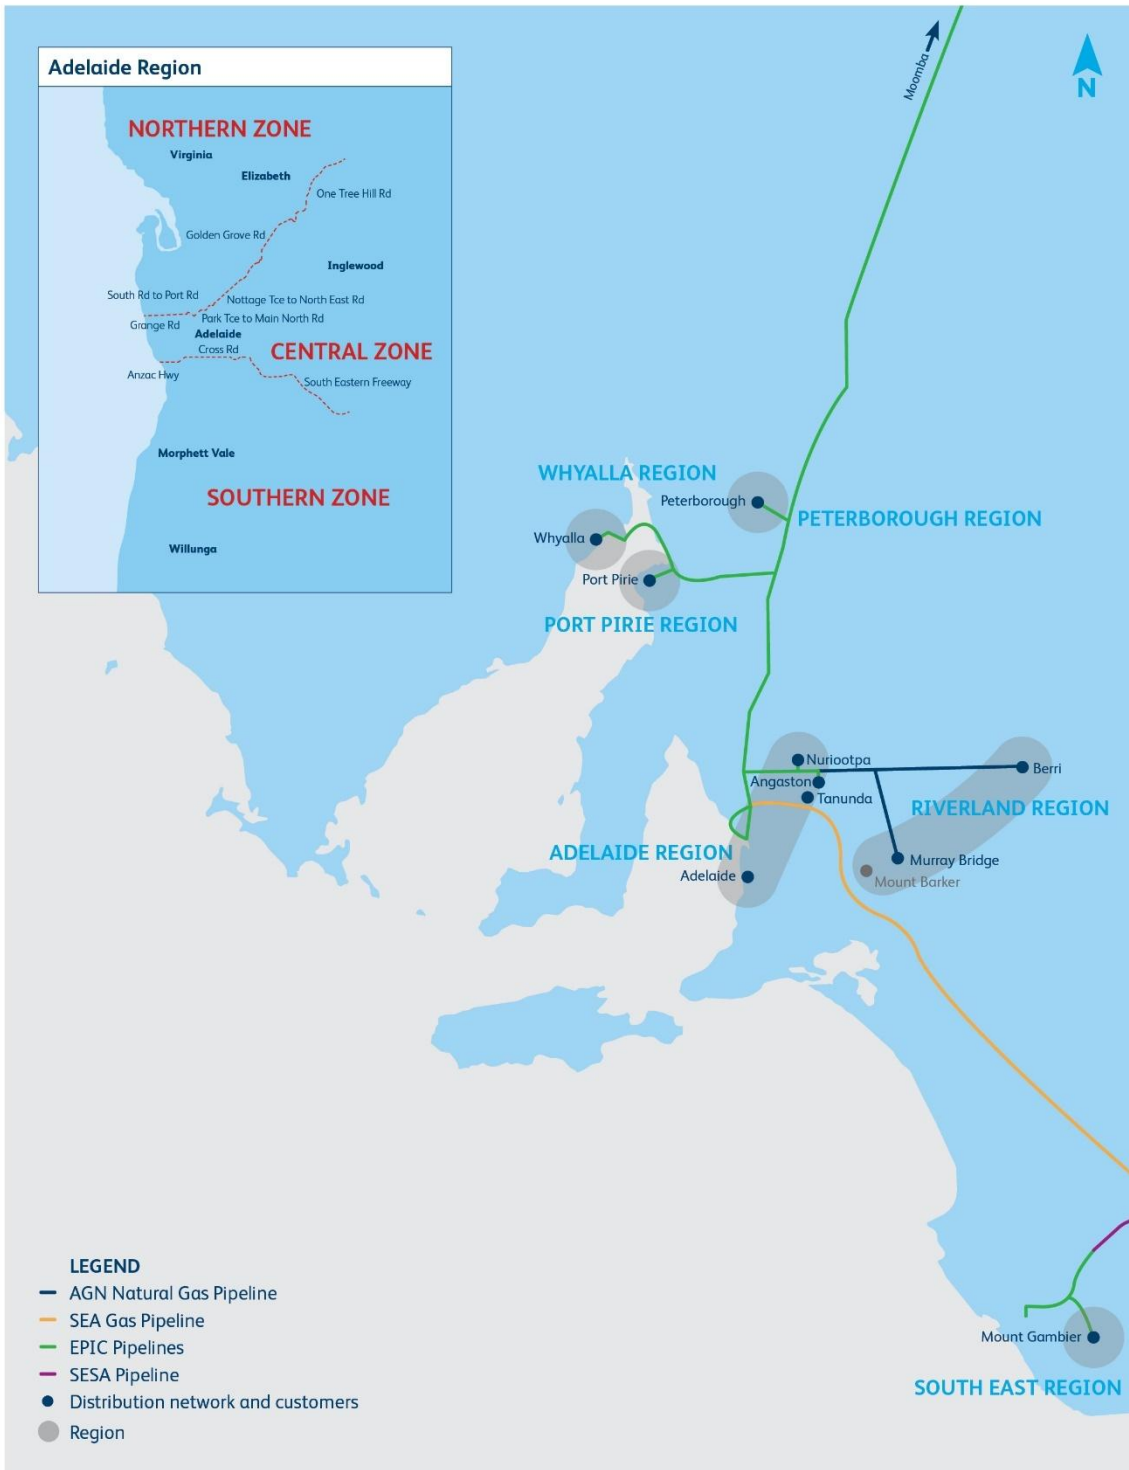 Adelaide Region
NORTHERN ZONE
Virginia
Elizabeth
One Tree Hill Rd
Golden Grove Rd
Inglewood
South Rd to Port Rd
Nottage Tce to North East Rd
Park Tce to Main North Rd
Grange Rd
Adelaide
Cross Rd
CENTRAL ZONE
Anzac Hwy
South Eastern Freeway
Morphett Vale
SOUTHERN ZONE
Willunga
Moomba
N
WHYALLA REGION
Peterborough
PETERBOROUGH REGION
Whyalla
Port Pirie
PORT PIRIE REGION
Nuriootpa
Berri
Angaston
Tanunda
RIVERLAND REGION
ADELAIDE REGION
Murray Bridge
Adelaide
Mount Barker
LEGEND
AGN Natural Gas Pipeline
SEA Gas Pipeline
EPIC Pipelines
SESA Pipeline
Distribution network and customers
Region
Mount Gambier
SOUTH EAST REGION